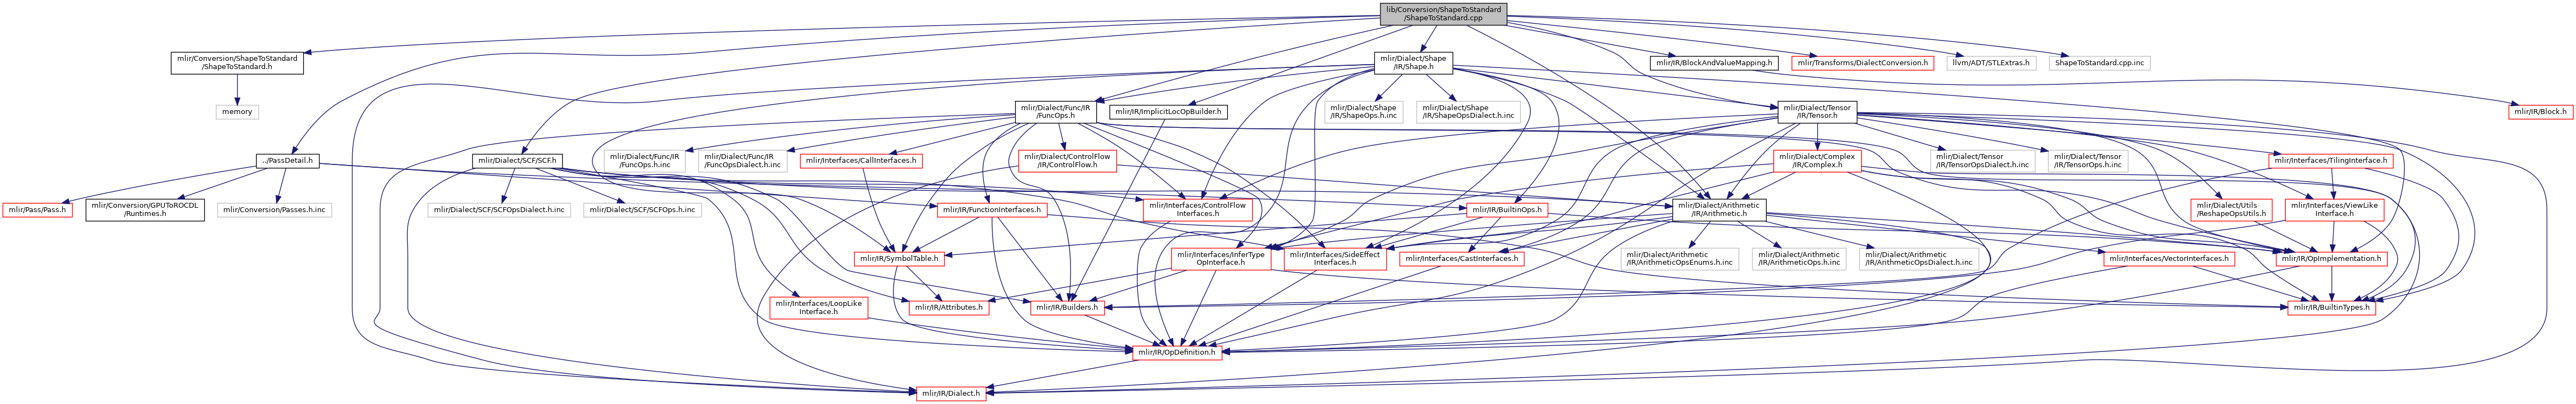 lib/Conversion/ShapeToStandard
/ShapeToStandard.cpp
mlir/Conversion/ShapeToStandard
/ShapeToStandard.h
mlir/Dialect/Shape
/IR/Shape.h
mlir/IR/BlockAndValueMapping.h
mlir/Transforms/DialectConversion.h
llvm/ADT/STLExtras.h
ShapeToStandard.cpp.inc
memory
mlir/Dialect/Func/IR
/FuncOps.h
mlir/IR/ImplicitLocOpBuilder.h
mlir/Dialect/Shape
/IR/ShapeOps.h.inc
mlir/Dialect/Shape
/IR/ShapeOpsDialect.h.inc
mlir/Dialect/Tensor
/IR/Tensor.h
mlir/IR/Block.h
../PassDetail.h
mlir/Dialect/SCF/SCF.h
mlir/Dialect/Func/IR
/FuncOps.h.inc
mlir/Dialect/Func/IR
/FuncOpsDialect.h.inc
mlir/Interfaces/CallInterfaces.h
mlir/Dialect/ControlFlow
/IR/ControlFlow.h
mlir/Dialect/Complex
/IR/Complex.h
mlir/Dialect/Tensor
/IR/TensorOpsDialect.h.inc
mlir/Dialect/Tensor
/IR/TensorOps.h.inc
mlir/Interfaces/TilingInterface.h
mlir/Pass/Pass.h
mlir/Conversion/GPUToROCDL
/Runtimes.h
mlir/Conversion/Passes.h.inc
mlir/Dialect/SCF/SCFOpsDialect.h.inc
mlir/Dialect/SCF/SCFOps.h.inc
mlir/IR/FunctionInterfaces.h
mlir/Interfaces/ControlFlow
Interfaces.h
mlir/IR/BuiltinOps.h
mlir/Dialect/Arithmetic
/IR/Arithmetic.h
mlir/Dialect/Utils
/ReshapeOpsUtils.h
mlir/Interfaces/ViewLike
Interface.h
mlir/IR/SymbolTable.h
mlir/Interfaces/InferType
OpInterface.h
mlir/Interfaces/SideEffect
Interfaces.h
mlir/Interfaces/CastInterfaces.h
mlir/Dialect/Arithmetic
/IR/ArithmeticOpsEnums.h.inc
mlir/Dialect/Arithmetic
/IR/ArithmeticOps.h.inc
mlir/Dialect/Arithmetic
/IR/ArithmeticOpsDialect.h.inc
mlir/Interfaces/VectorInterfaces.h
mlir/IR/OpImplementation.h
mlir/Interfaces/LoopLike
Interface.h
mlir/IR/Attributes.h
mlir/IR/Builders.h
mlir/IR/BuiltinTypes.h
mlir/IR/OpDefinition.h
mlir/IR/Dialect.h